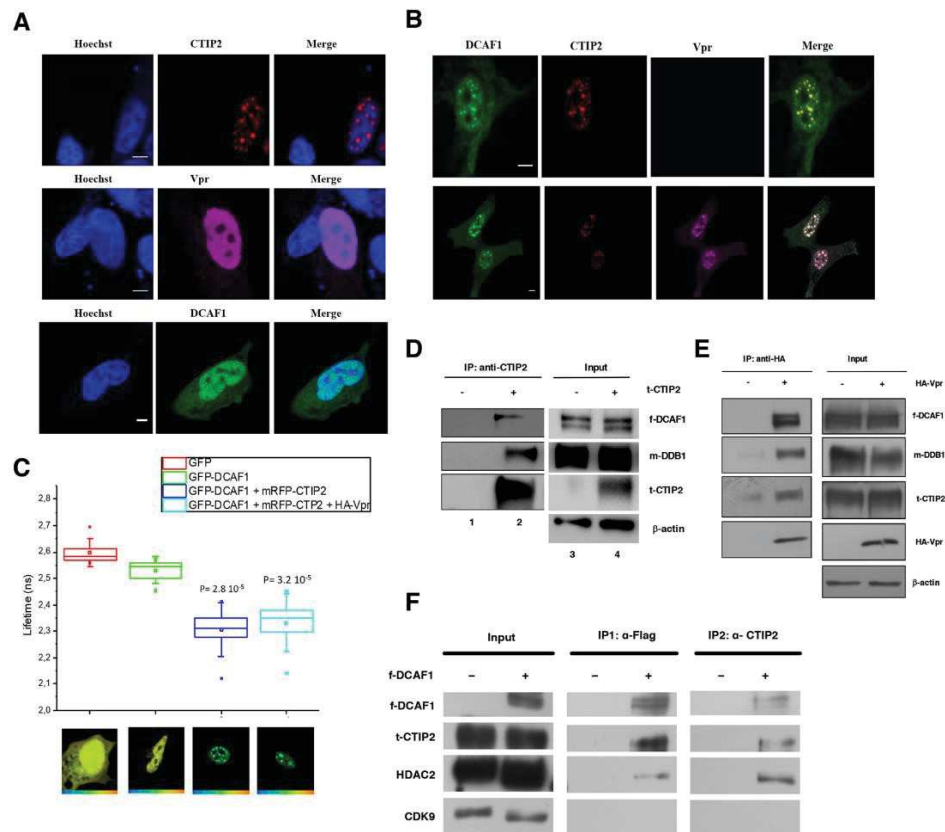 A
Hoechst CTIP2 Merge
Hoechst Vpr Merge
Hoechst DCAF1 Merge
B
DCAF1 CTIP2 Vpr Merge
C
GFP
GFP-DCAF1
GFP-DCAF1 + mRFP-CTIP2
GFP-DCAF1 + mRFP-CTP2 + HA-Vpr
Lifetime (ns)
2,8
2,7
2,6
2,5
2,4
2,3
2,2
2,1
2,0
P= 2.8 10-5
P= 3.2 10-5
D
IP: anti-CTIP2 Input
- + - + t-CTIP2
f-DCAF1
m-DDB1
t-CTIP2
β-actin
1 2 3 4
E
IP: anti-HA Input
- + - + HA-Vpr
f-DCAF1
m-DDB1
t-CTIP2
HA-Vpr
β-actin
F
Input IP1: α-Flag IP2: α- CTIP2
f-DCAF1 – + – + – +
f-DCAF1
t-CTIP2
HDAC2
CDK9